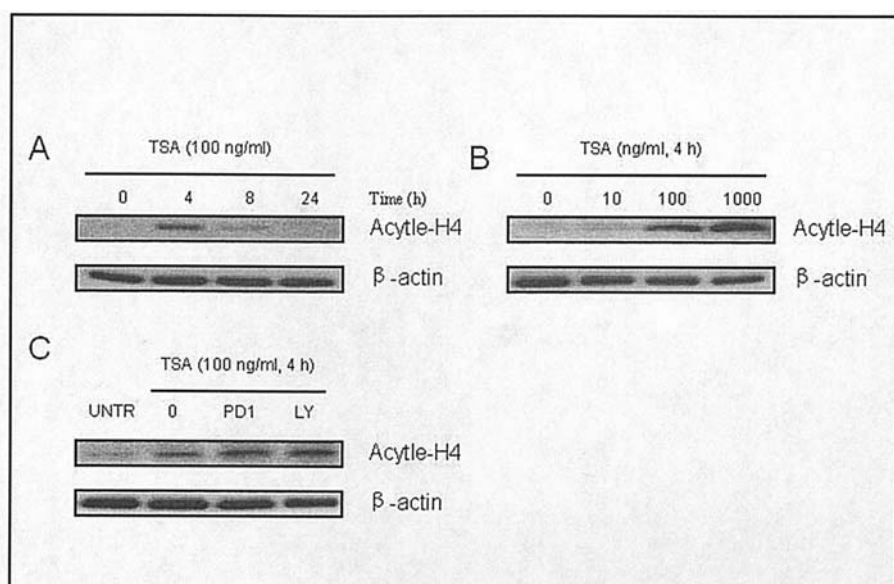 A
TSA (100 ng/ml)
0 4 8 24 Time (h)
Acytle-H4
β-actin
B
TSA (ng/ml, 4 h)
0 10 100 1000
Acytle-H4
β-actin
C
TSA (100 ng/ml, 4 h)
UNTR 0 PD1 LY
Acytle-H4
β-actin